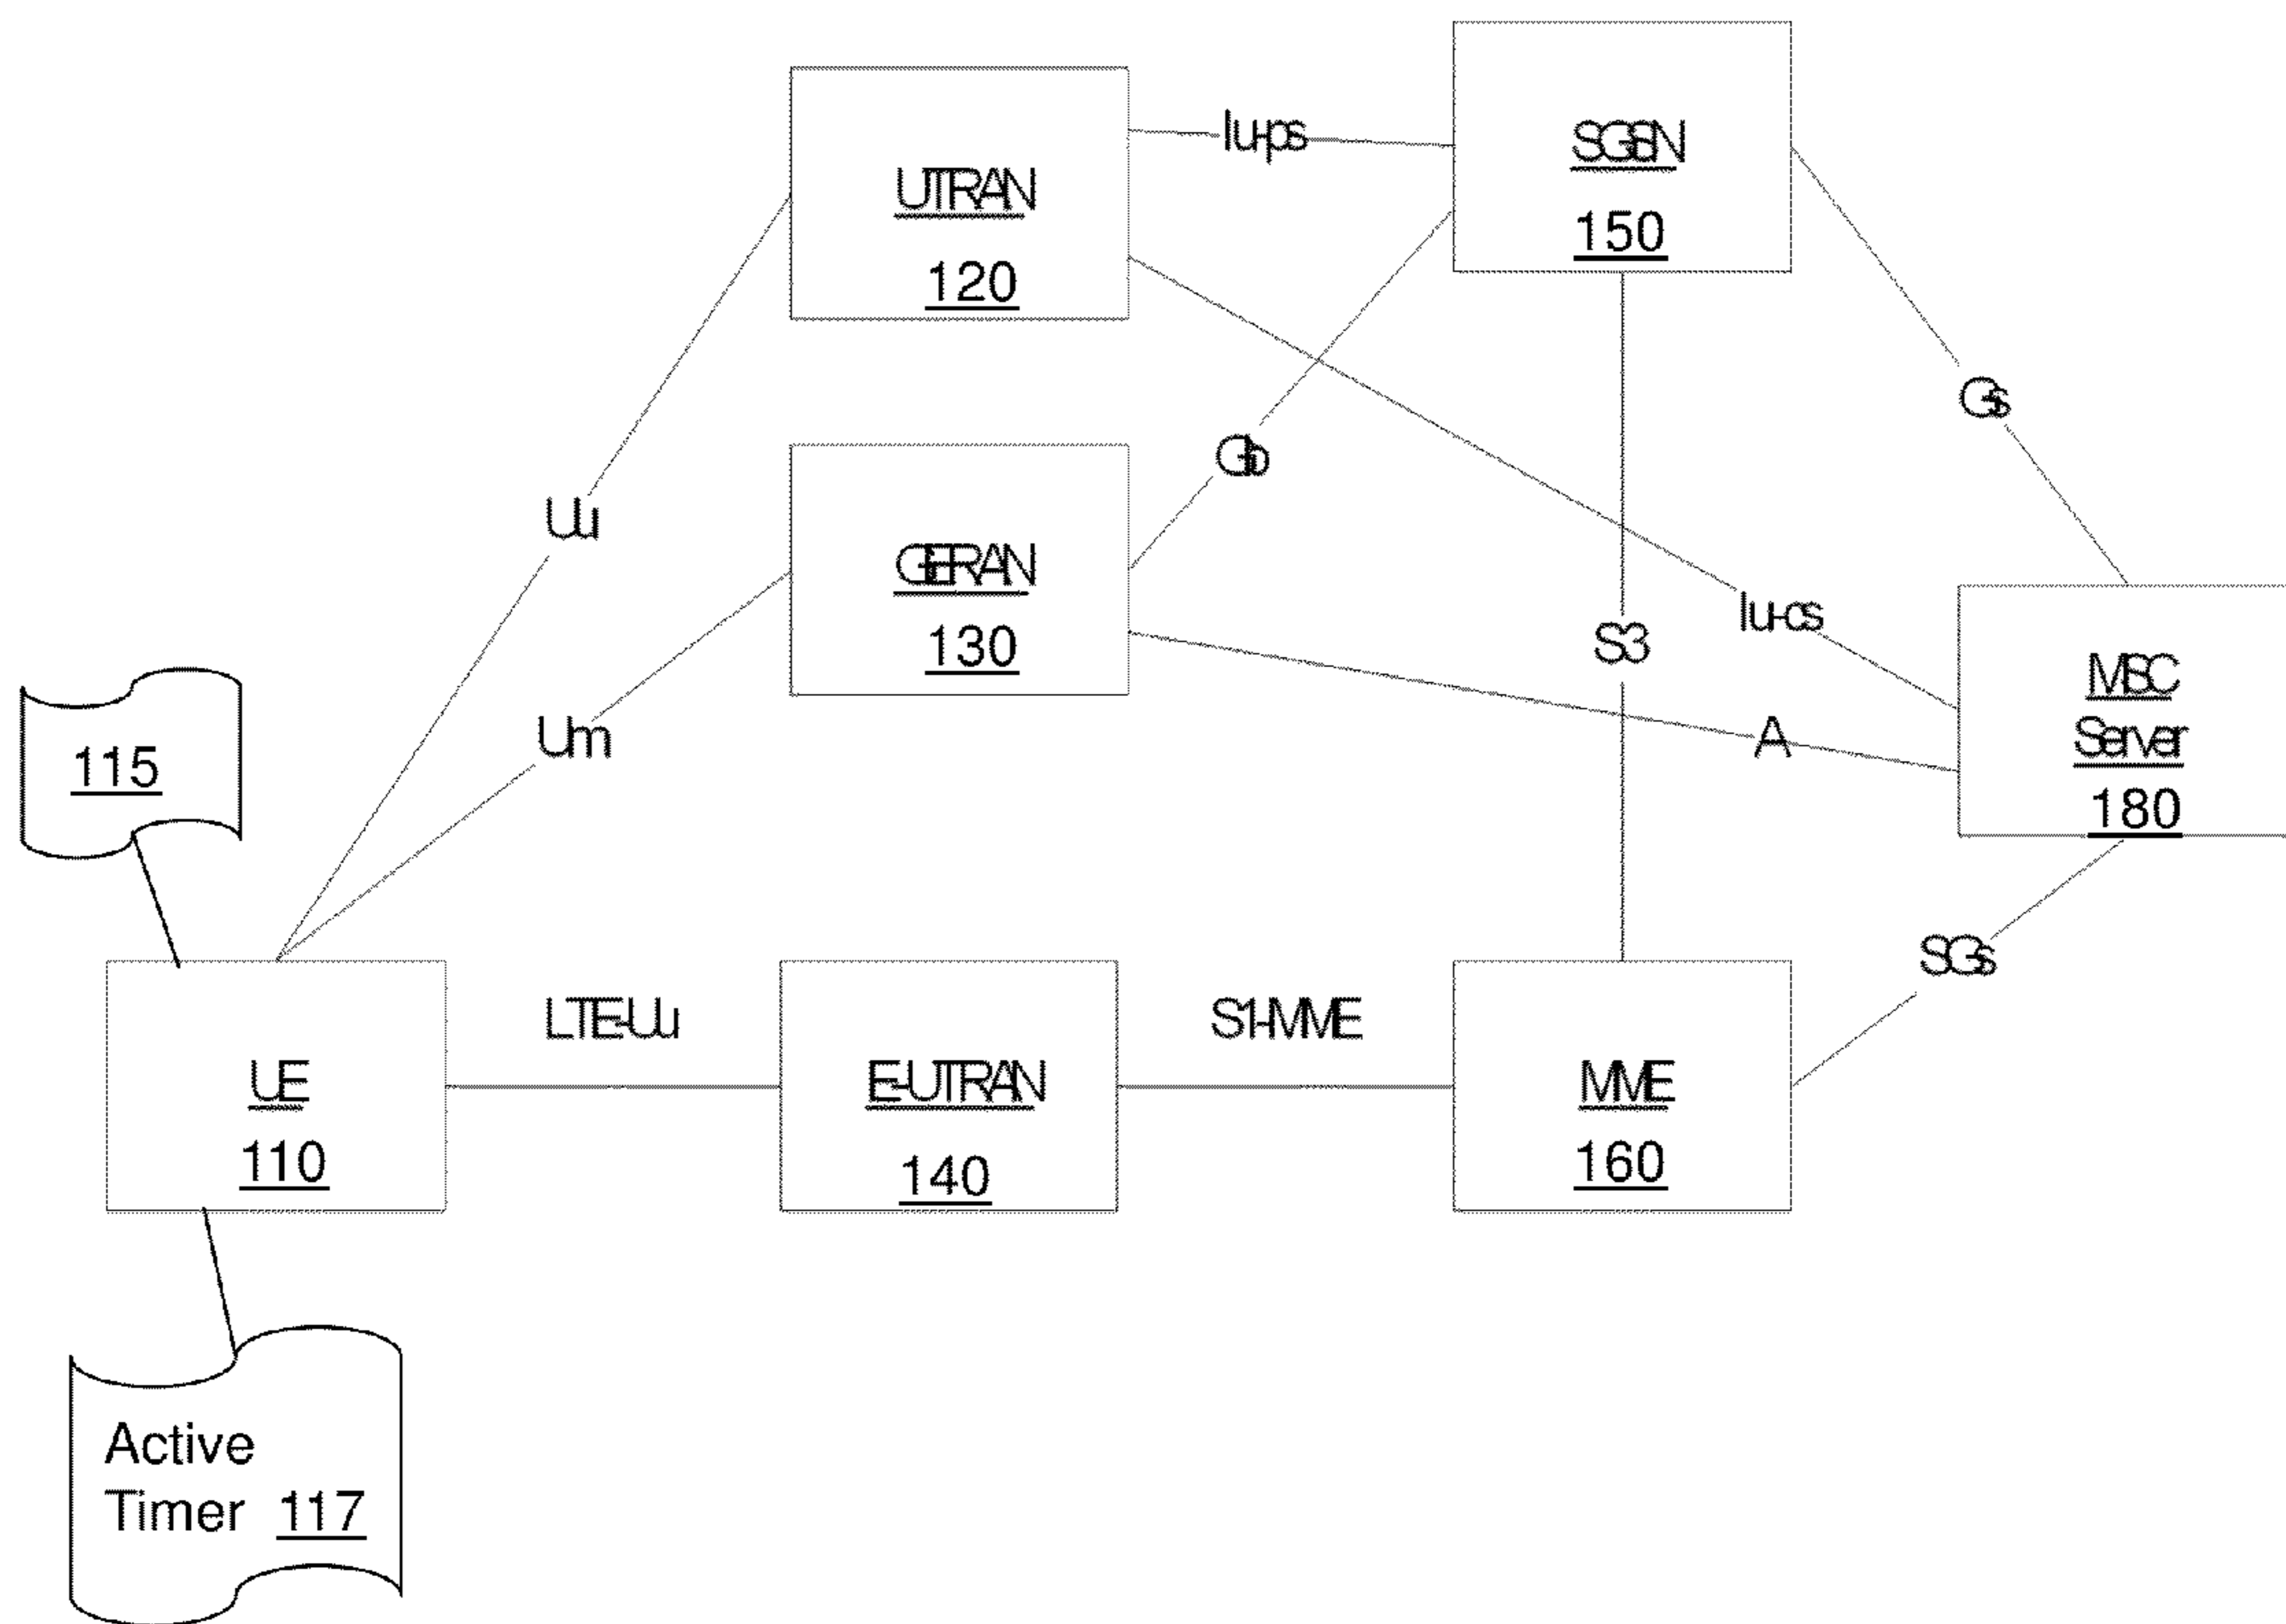 SGSN
150
Iu-ps
UTRAN
120
Gs
Gb
Uu
GERAN
130
Iu-cs
S3
MSC
Server
180
A
Um
115
SGs
LTE-Uu
S1-MME
UE
110
E-UTRAN
140
MME
160
Active
Timer 117